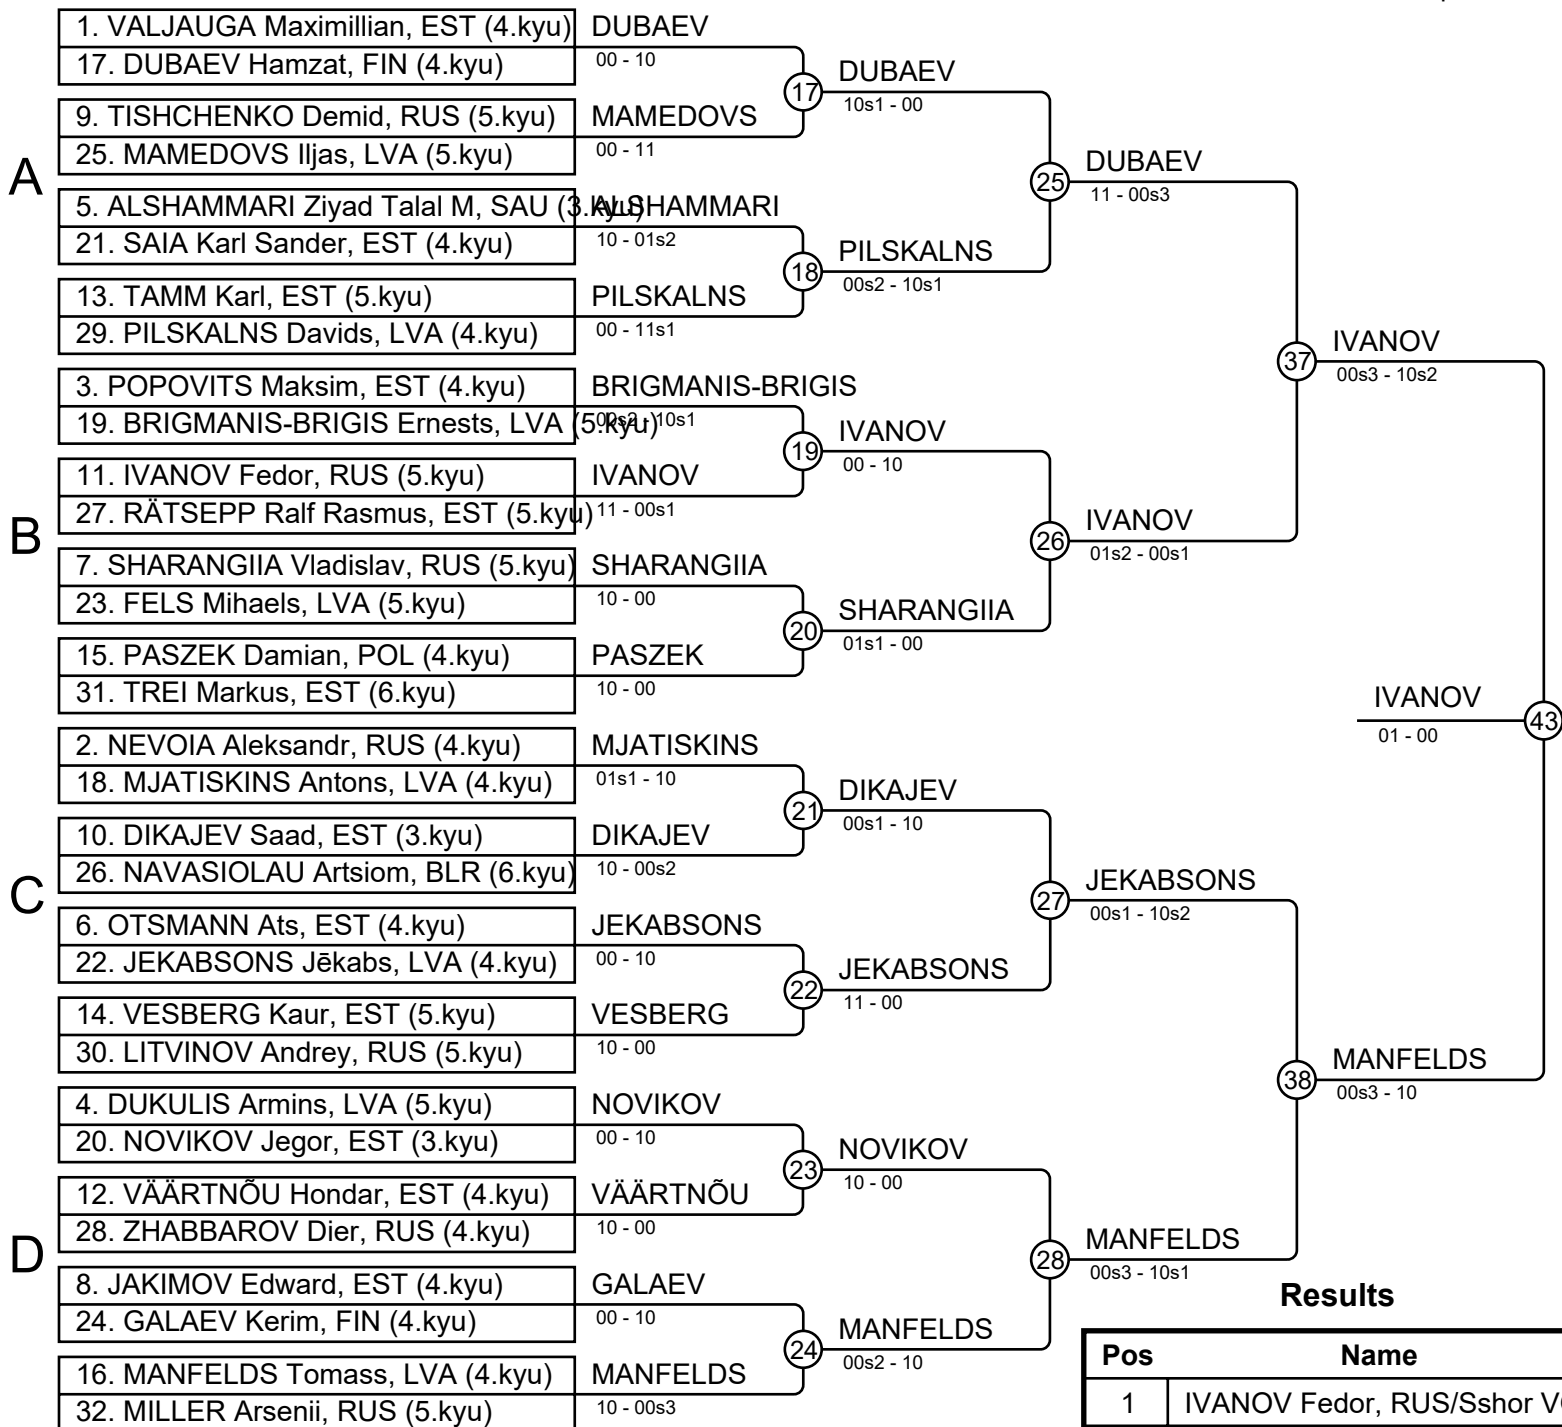 A
1. VALJAUGA Maximillian, EST (4.kyu)
17. DUBAEV Hamzat, FIN (4.kyu)
9. TISHCHENKO Demid, RUS (5.kyu)
25. MAMEDOVS Iljas, LVA (5.kyu)
5. ALSHAMMARI Ziyad Talal M, SAU (3.kyu)
21. SAIA Karl Sander, EST (4.kyu)
13. TAMM Karl, EST (5.kyu)
29. PILSKALNS Davids, LVA (4.kyu)
B
3. POPOVITS Maksim, EST (4.kyu)
19. BRIGMANIS-BRIGIS Ernests, LVA (5.kyu)
11. IVANOV Fedor, RUS (5.kyu)
27. RÄTSEPP Ralf Rasmus, EST (5.kyu)
7. SHARANGIIA Vladislav, RUS (5.kyu)
23. FELS Mihaels, LVA (5.kyu)
15. PASZEK Damian, POL (4.kyu)
31. TREI Markus, EST (6.kyu)
C
2. NEVOIA Aleksandr, RUS (4.kyu)
18. MJATISKINS Antons, LVA (4.kyu)
10. DIKAJEV Saad, EST (3.kyu)
26. NAVASIOLAU Artsiom, BLR (6.kyu)
6. OTSMANN Ats, EST (4.kyu)
22. JEKABSONS Jēkabs, LVA (4.kyu)
14. VESBERG Kaur, EST (5.kyu)
30. LITVINOV Andrey, RUS (5.kyu)
D
4. DUKULIS Armins, LVA (5.kyu)
20. NOVIKOV Jegor, EST (3.kyu)
12. VÄÄRTNÕU Hondar, EST (4.kyu)
28. ZHABBAROV Dier, RUS (4.kyu)
8. JAKIMOV Edward, EST (4.kyu)
24. GALAEV Kerim, FIN (4.kyu)
16. MANFELDS Tomass, LVA (4.kyu)
32. MILLER Arsenii, RUS (5.kyu)
DUBAEV
00 - 10
MAMEDOVS
00 - 11
ALSHAMMARI
10 - 01s2
PILSKALNS
00 - 11s1
BRIGMANIS-BRIGIS
00s2 - 10s1
IVANOV
11 - 00s1
SHARANGIIA
10 - 00
PASZEK
10 - 00
MJATISKINS
01s1 - 10
DIKAJEV
10 - 00s2
JEKABSONS
00 - 10
VESBERG
10 - 00
NOVIKOV
00 - 10
VÄÄRTNÕU
10 - 00
GALAEV
00 - 10
MANFELDS
10 - 00s3
17
DUBAEV
10s1 - 00
18
PILSKALNS
00s2 - 10s1
19
IVANOV
00 - 10
20
SHARANGIIA
01s1 - 00
21
DIKAJEV
00s1 - 10
22
JEKABSONS
11 - 00
23
NOVIKOV
10 - 00
24
MANFELDS
00s2 - 10
25
DUBAEV
11 - 00s3
26
IVANOV
01s2 - 00s1
27
JEKABSONS
00s1 - 10s2
28
MANFELDS
00s3 - 10s1
37
IVANOV
00s3 - 10s2
38
MANFELDS
00s3 - 10
IVANOV
01 - 00
43
Results
Pos Name
1 IVANOV Fedor, RUS/Sshor